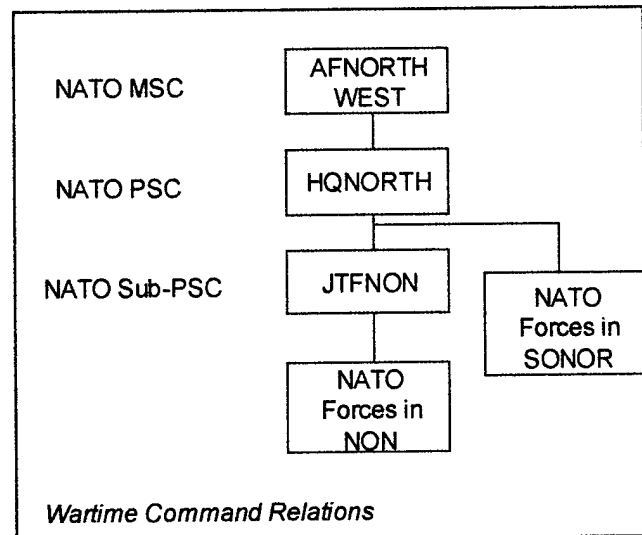 NATO MSC
AFNORTH
WEST
NATO PSC
HQNORTH
NATO Sub-PSC
JTFNON
NATO
Forces in
SONOR
NATO
Forces in
NON
Wartime Command Relations